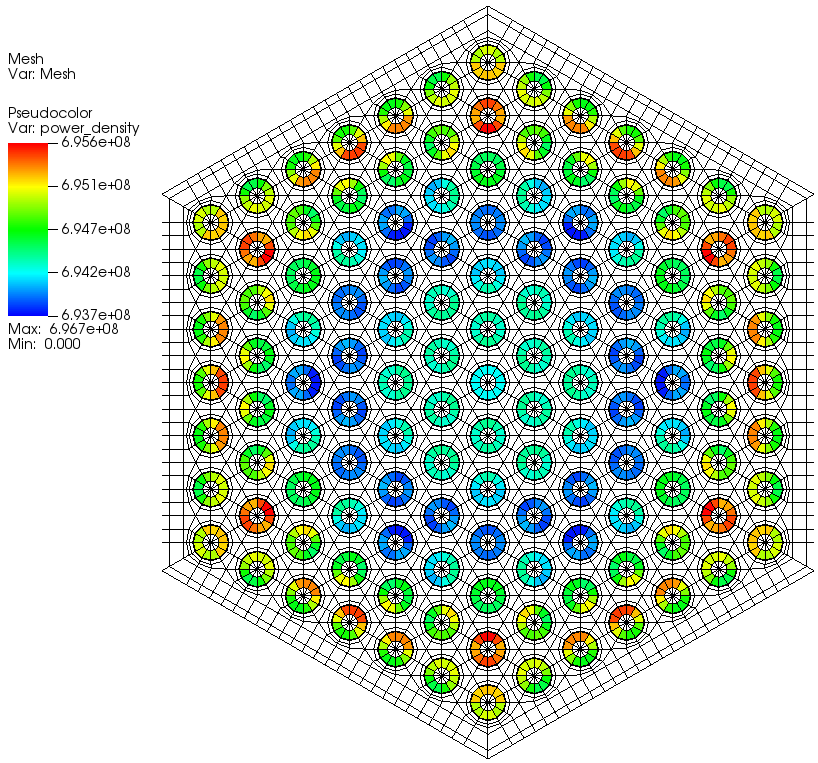 Mesh
Var: Mesh
Pseudocolor
Var: power_density
6.956e+08
6.951e+08
6.947e+08
6.942e+08
6.937e+08
Max: 6.967e+08
Min: 0.000